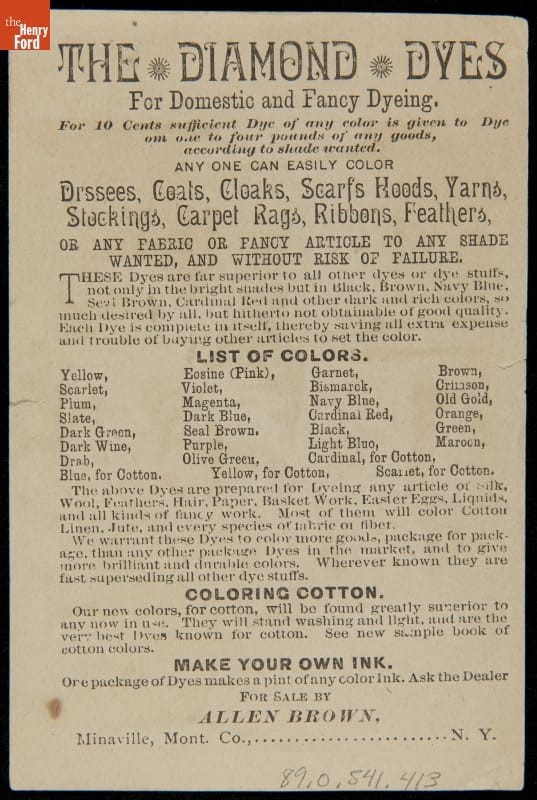 the
Henry
Ford
THE DIAMOND DYES
For Domestic and Fancy Dyeing.
For 10 Cents sufficient Dye of any color is given to Dye
om one to four pounds of any goods,
according to shade wanted.
ANY ONE CAN EASILY COLOR
Drssees, Coats, Cloaks, Scarfs Hoods, Yarns,
Stockings, Carpet Rags, Ribbons, Feathers,
OR ANY FABRIC OR FANCY ARTICLE TO ANY SHADE
WANTED, AND WITHOUT RISK OF FAILURE.
THESE Dyes are far superior to all other dyes or dye stuffs,
not only in the bright shades but in Black, Brown, Navy Blue,
Seal Brown, Cardinal Red and other dark and rich colors, so
much desired by all, but hitherto not obtainable of good quality.
Each Dye is complete in itself, thereby saving all extra expense
and trouble of buying other articles to set the color.
LIST OF COLORS.
Yellow, Eosine (Pink), Garnet, Brown,
Scarlet, Violet, Bismarck, Crimson,
Plum, Magenta, Navy Blue, Old Gold,
Slate, Dark Blue, Cardinal Red, Orange,
Dark Green, Seal Brown, Black, Green,
Dark Wine, Purple, Light Bluo, Maroon,
Drab, Olive Green, Cardinal, for Cotton,
Blue, for Cotton. Yellow, for Cotton, Scarlet, for Cotton.
The above Dyes are prepared for Dyeing any article of Silk,
Wool, Feathers, Hair, Paper, Basket Work, Easter Eggs, Liquids,
and all kinds of fancy work. Most of them will color Cotton
Linen, Jute, and every species of fabric or fiber.
We warrant these Dyes to color more goods, package for pack-
age, than any other package Dyes in the market, and to give
more brilliant and durable colors. Wherever known they are
fast superseding all other dye stuffs.
COLORING COTTON.
Our new colors, for cotton, will be found greatly superior to
any now in use. They will stand washing and light, and are the
very best Dyes known for cotton. See new sample book of
cotton colors.
MAKE YOUR OWN INK.
One package of Dyes makes a pint of any color Ink. Ask the Dealer
FOR SALE BY
ALLEN BROWN,
Minaville, Mont. Co.,........................N. Y.
89.0.541.413